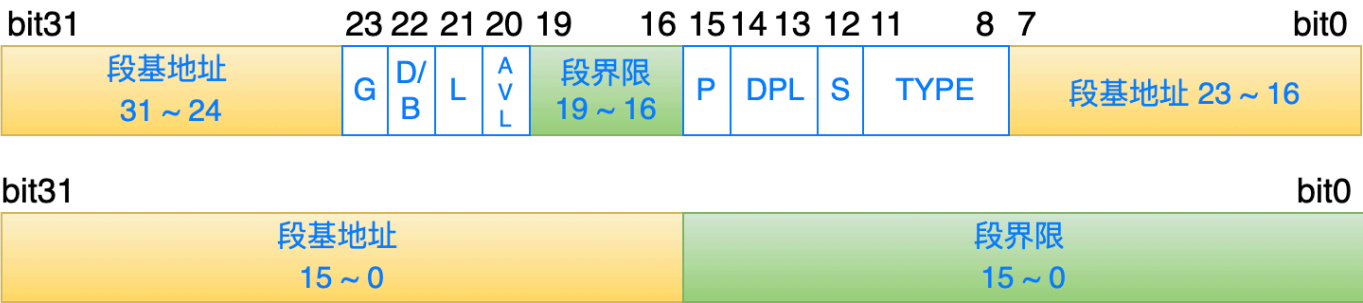 bit31 23 22 21 20 19 16 15 14 13 12 11 8 7 bit0
段基地址
31 ~ 24
G
D/
B
L
A
V
L
段界限
19 ~ 16
P
DPL
S
TYPE
段基地址 23 ~ 16
bit31 bit0
段基地址
15 ~ 0
段界限
15 ~ 0